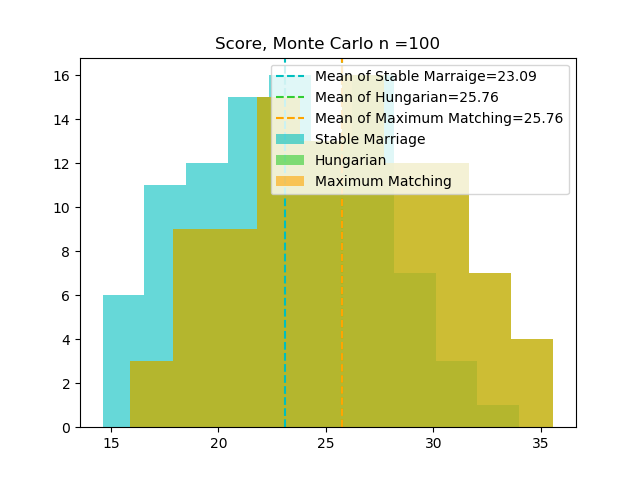 Score, Monte Carlo n =100
16
14
12
10
8
6
4
2
0
15
20
25
30
35
Mean of Stable Marraige=23.09
Mean of Hungarian=25.76
Mean of Maximum Matching=25.76
Stable Marriage
Hungarian
Maximum Matching